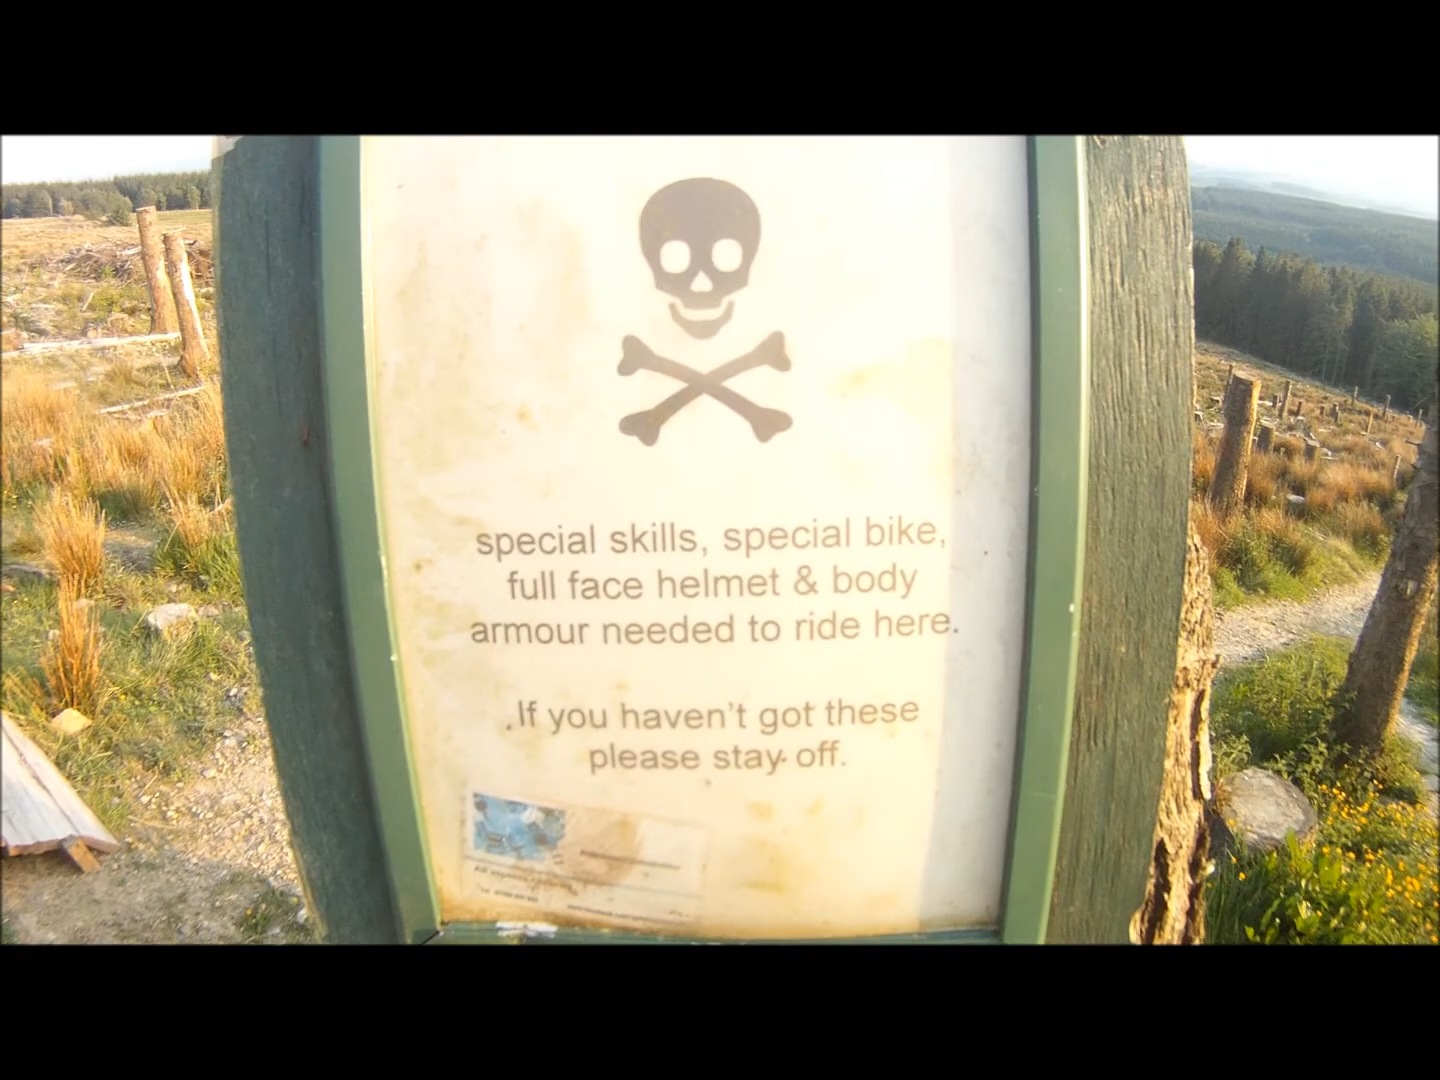 special skills, special bike,
full face helmet & body
armour needed to ride here.
If you haven't got these
please stay off.